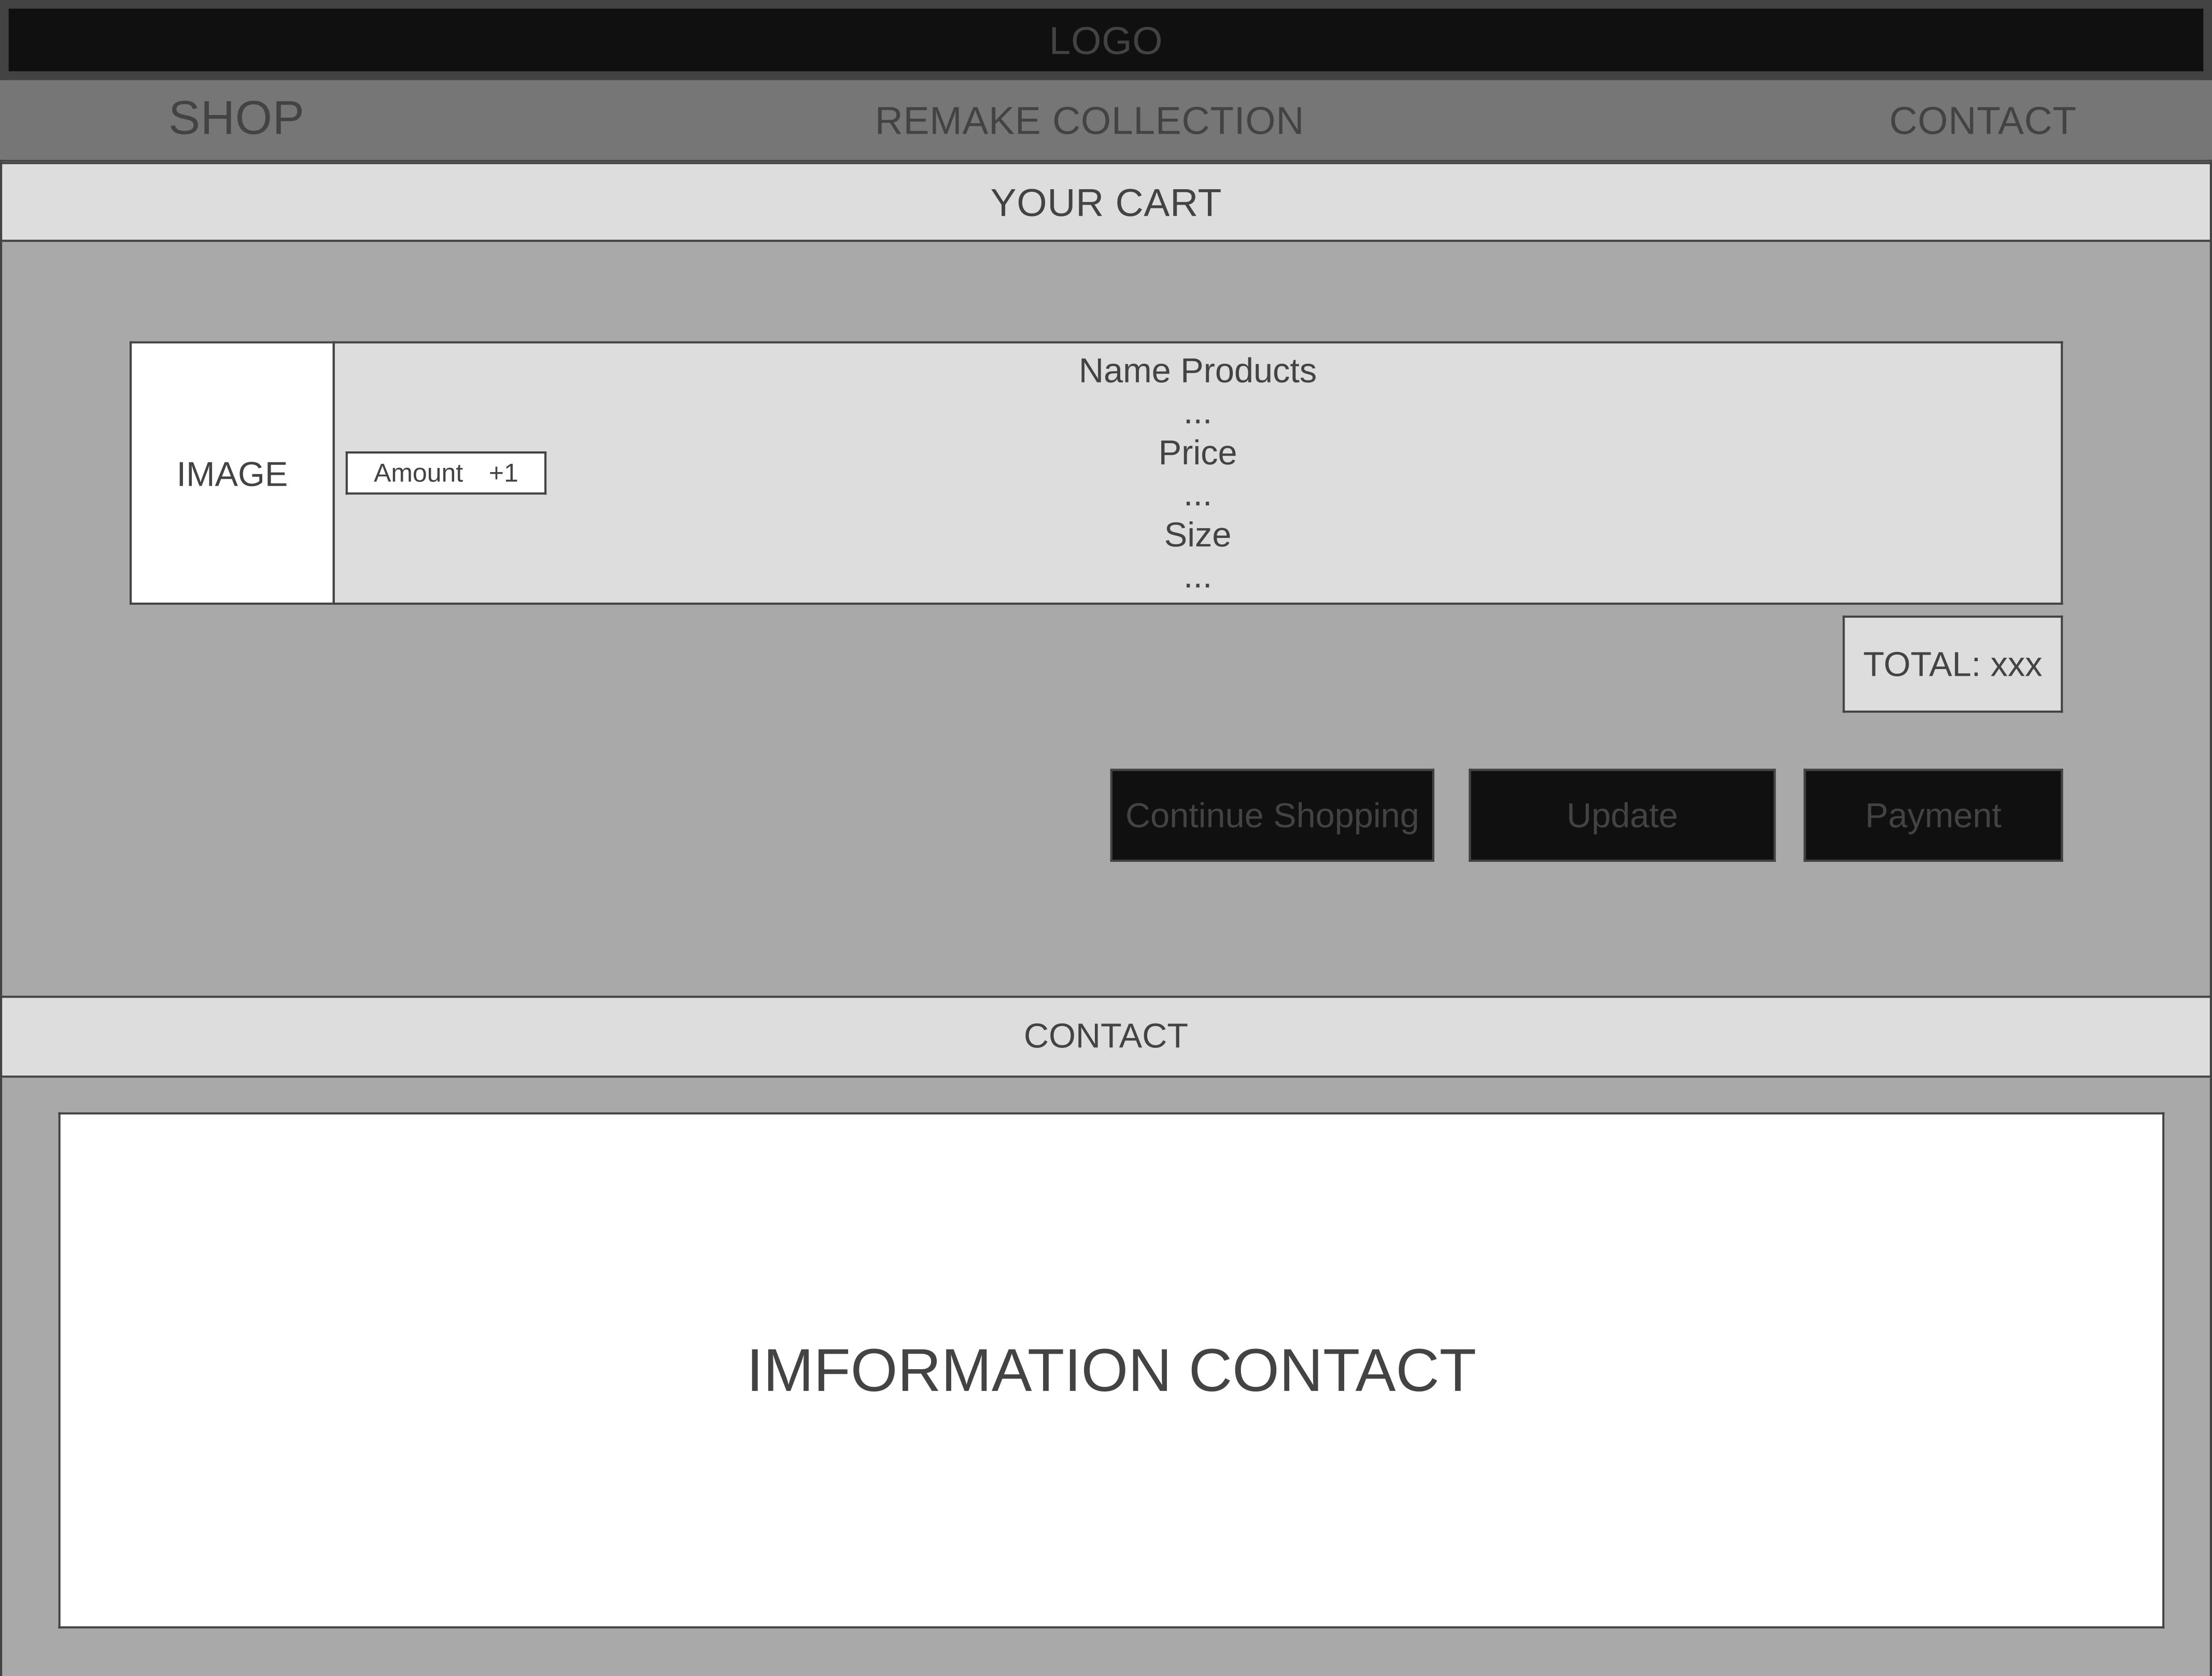 LOGO
SHOP REMAKE COLLECTION CONTACT
YOUR CART
IMAGE
Amount +1
Name Products
...
Price
...
Size
...
TOTAL: xxx
Continue Shopping Update Payment
CONTACT
IMFORMATION CONTACT